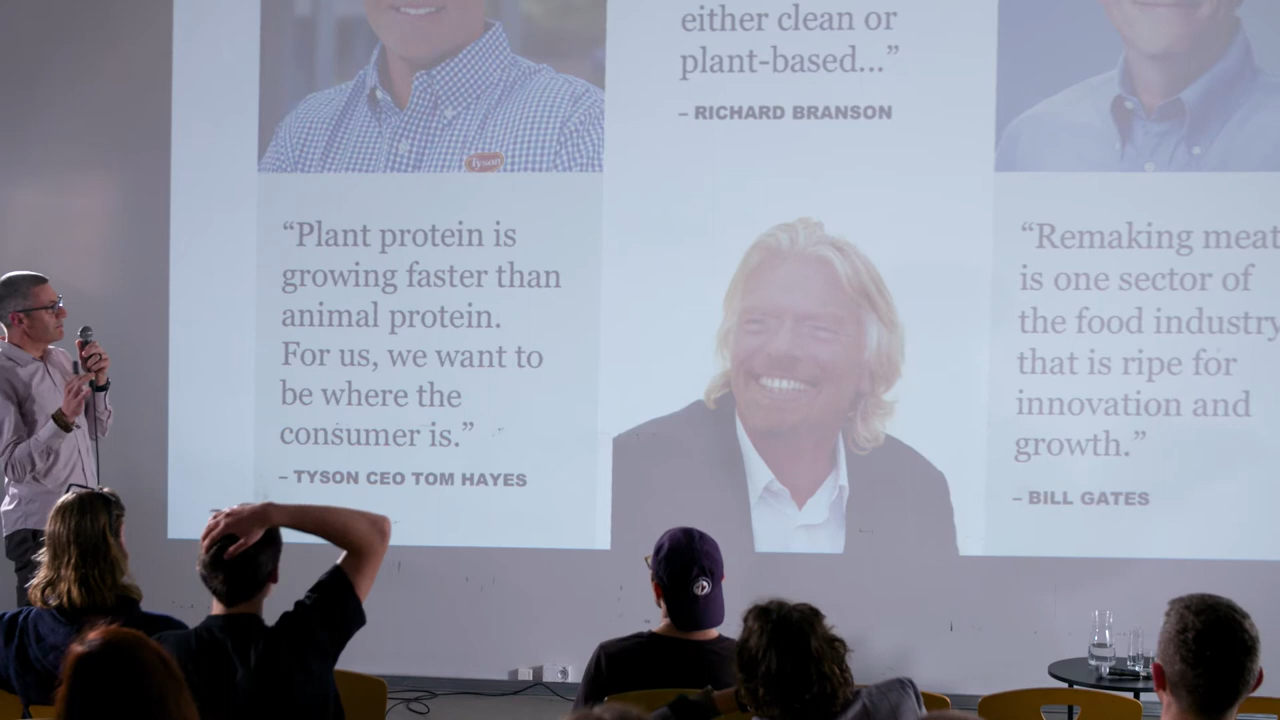 either clean or
plant-based...”
– RICHARD BRANSON
Tyson
“Plant protein is
growing faster than
animal protein.
For us, we want to
be where the
consumer is.”
– TYSON CEO TOM HAYES
“Remaking meat
is one sector of
the food industry
that is ripe for
innovation and
growth.”
– BILL GATES